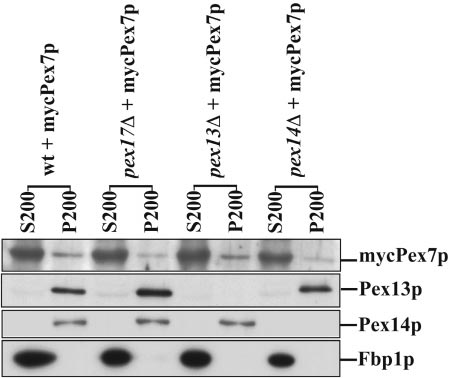 wt + mycPex7p
pex17Δ + mycPex7p
pex13Δ + mycPex7p
pex14Δ + mycPex7p
S200 P200 S200 P200 S200 P200 S200 P200
mycPex7p
Pex13p
Pex14p
Fbp1p